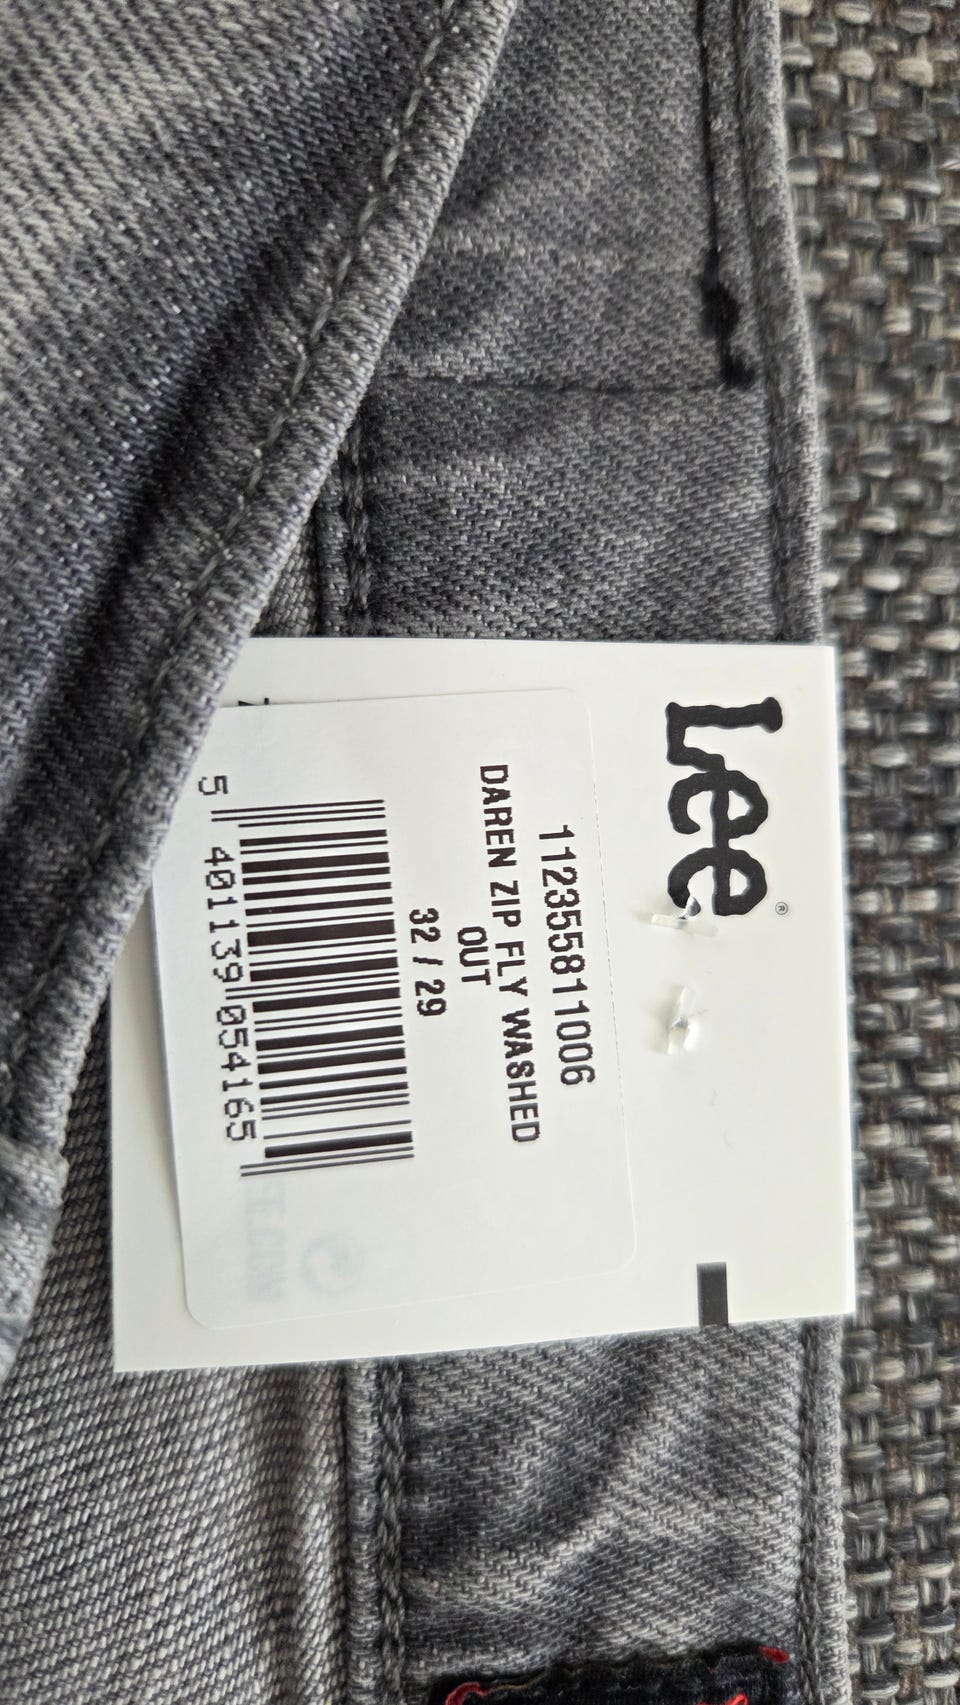 Lee®
112355811006
DAREN ZIP FLY WASHED
OUT
32 / 29
5 401139 054165